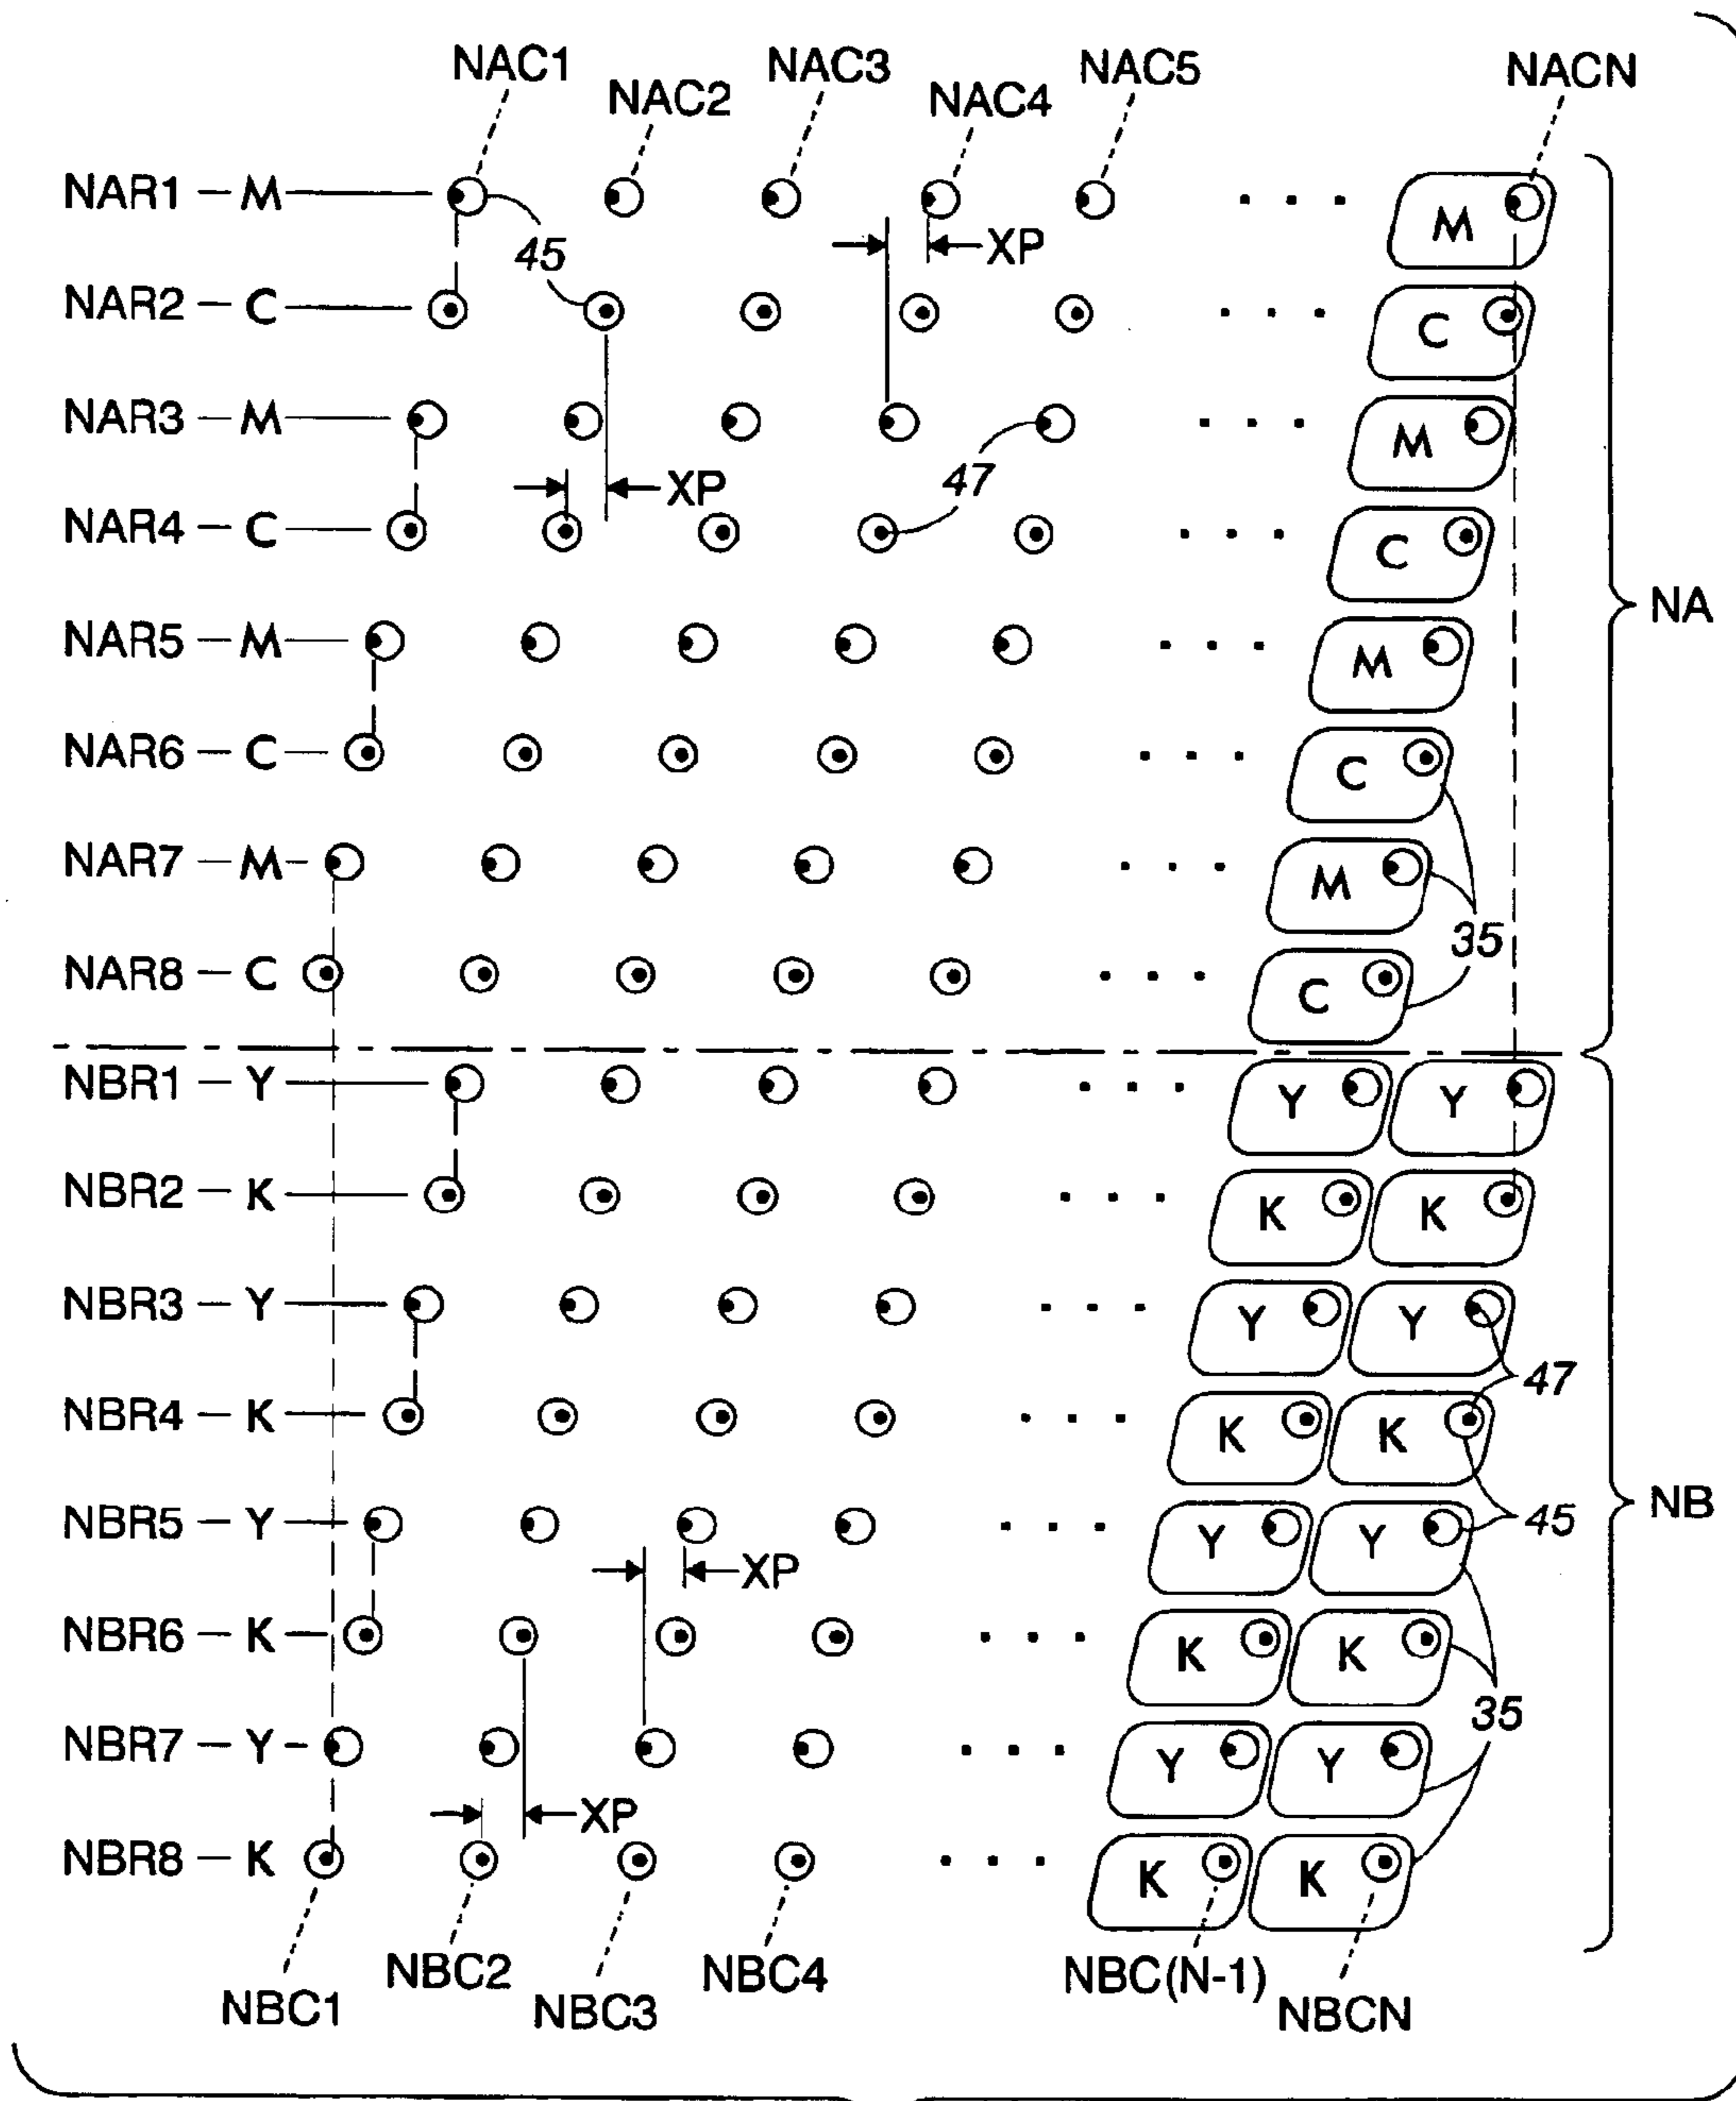 NAC1 NAC2 NAC3 NAC4 NAC5 NACN
NAR1 M M
45 XP
NAR2 C C
NAR3 M M
XP 47
NAR4 C C
NA
NAR5 M M
NAR6 C C
NAR7 M M
35
NAR8 C C
NBR1 Y Y Y
NBR2 K K K
NBR3 Y Y Y
47
NBR4 K K K
NB
NBR5 Y Y Y 45
XP
NBR6 K K K
35
NBR7 Y Y Y
XP
NBR8 K K K
NBC1 NBC2 NBC3 NBC4 NBC(N-1) NBCN